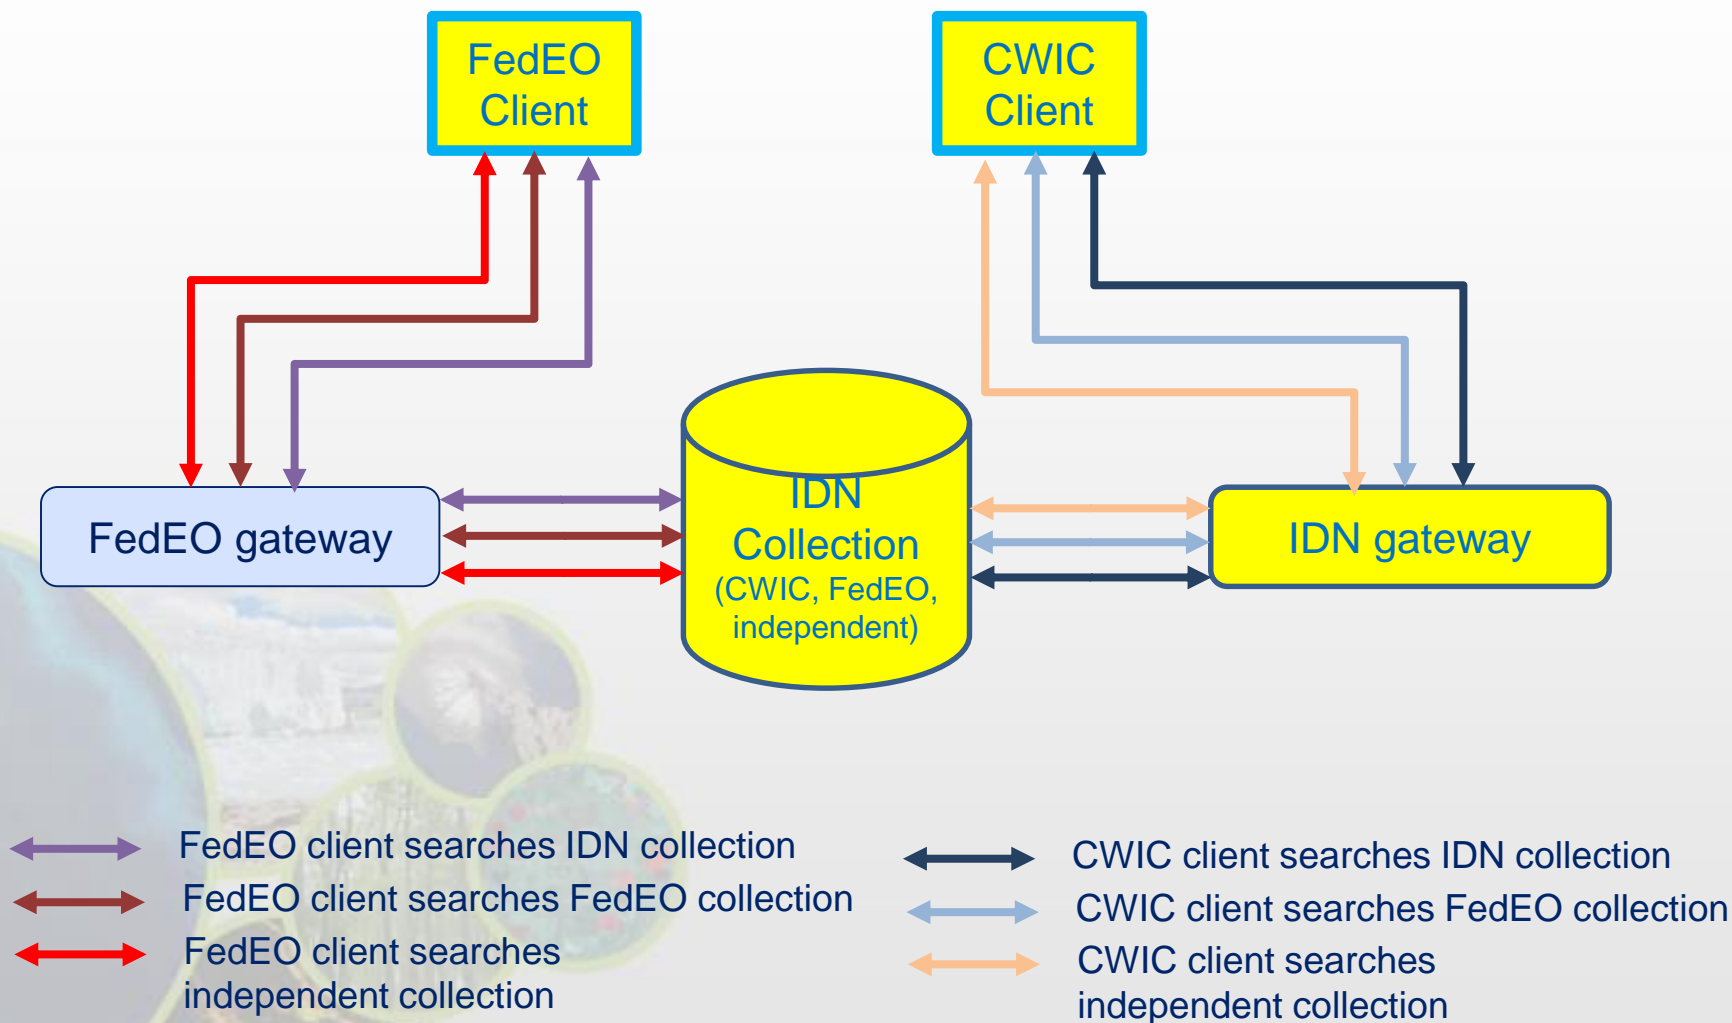 FedEO
Client
CWIC
Client
FedEO gateway
IDN
Collection
(CWIC, FedEO,
independent)
IDN gateway
FedEO client searches IDN collection
FedEO client searches FedEO collection
FedEO client searches
independent collection
CWIC client searches IDN collection
CWIC client searches FedEO collection
CWIC client searches
independent collection